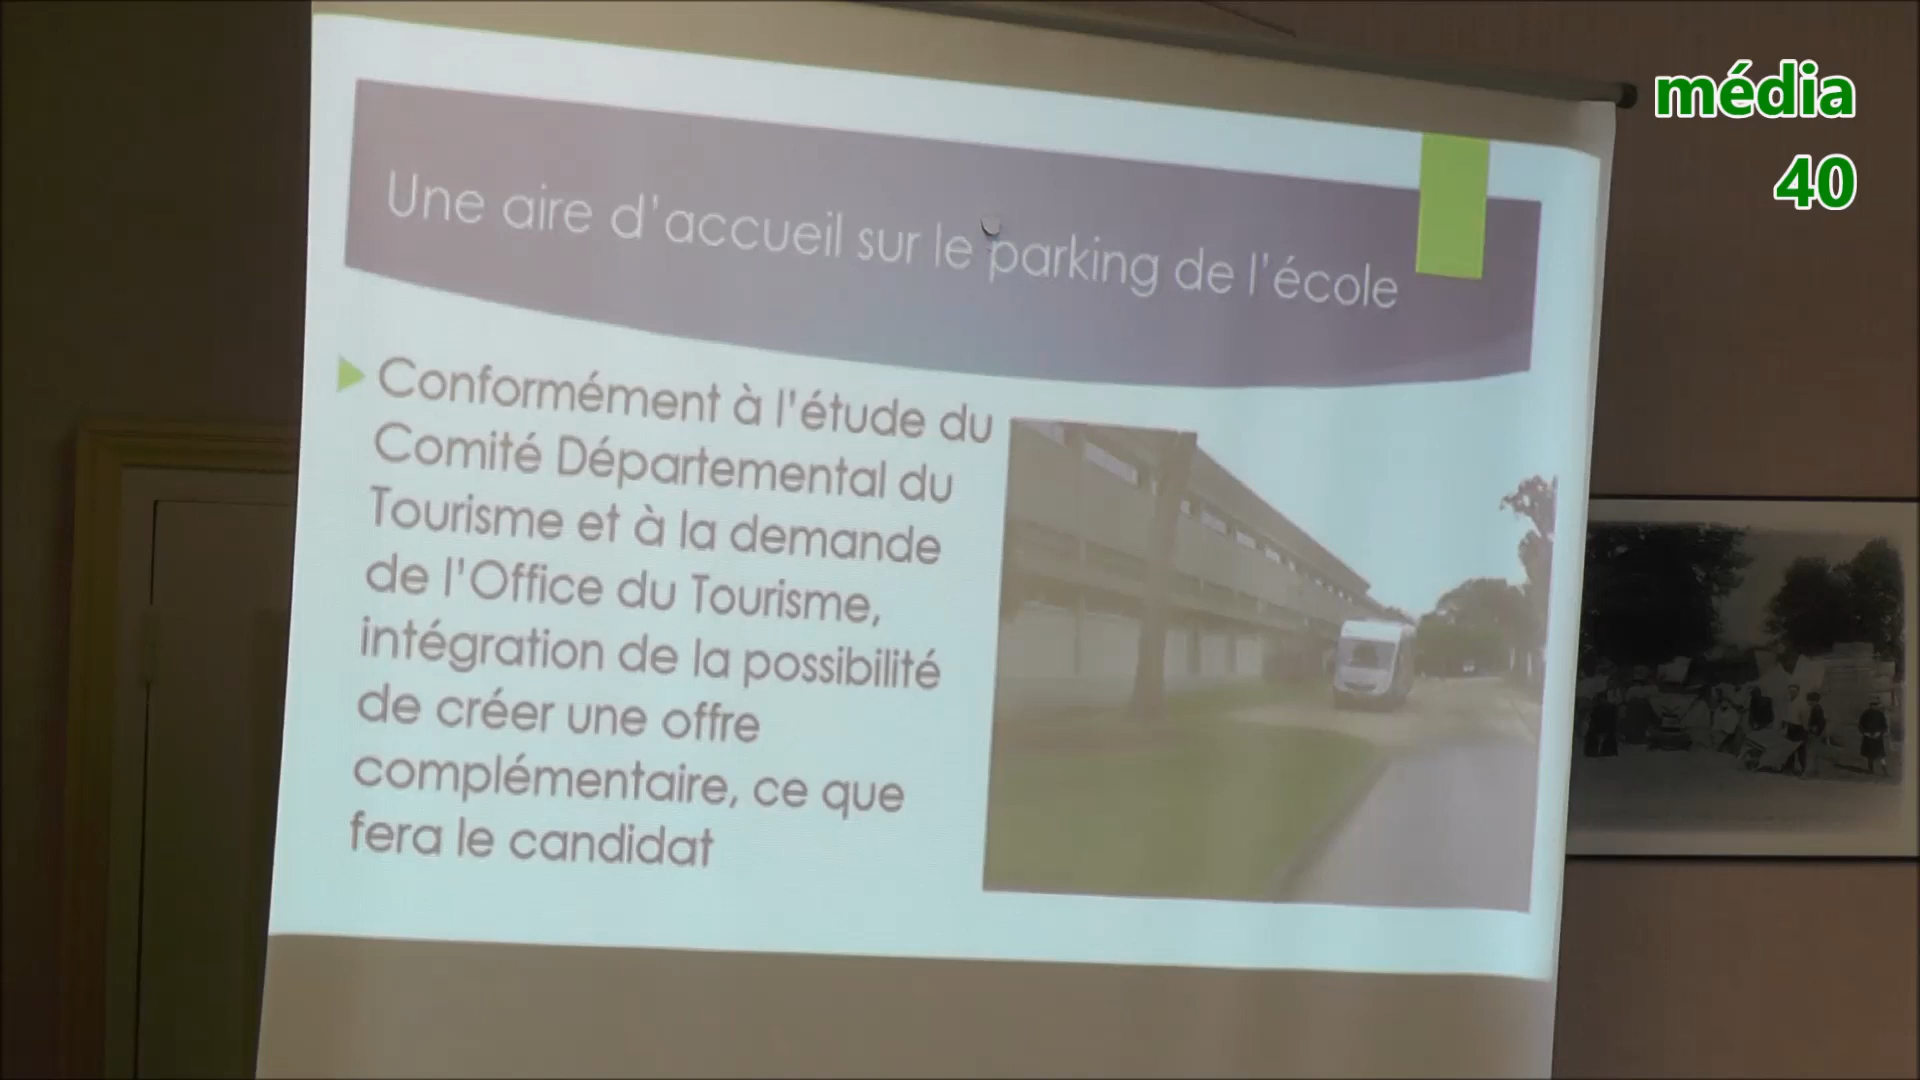 média
40
Une aire d'accueil sur le parking de l'école
Conformément à l'étude du
Comité Départemental du
Tourisme et à la demande
de l'Office du Tourisme,
intégration de la possibilité
de créer une offre
complémentaire, ce que
fera le candidat